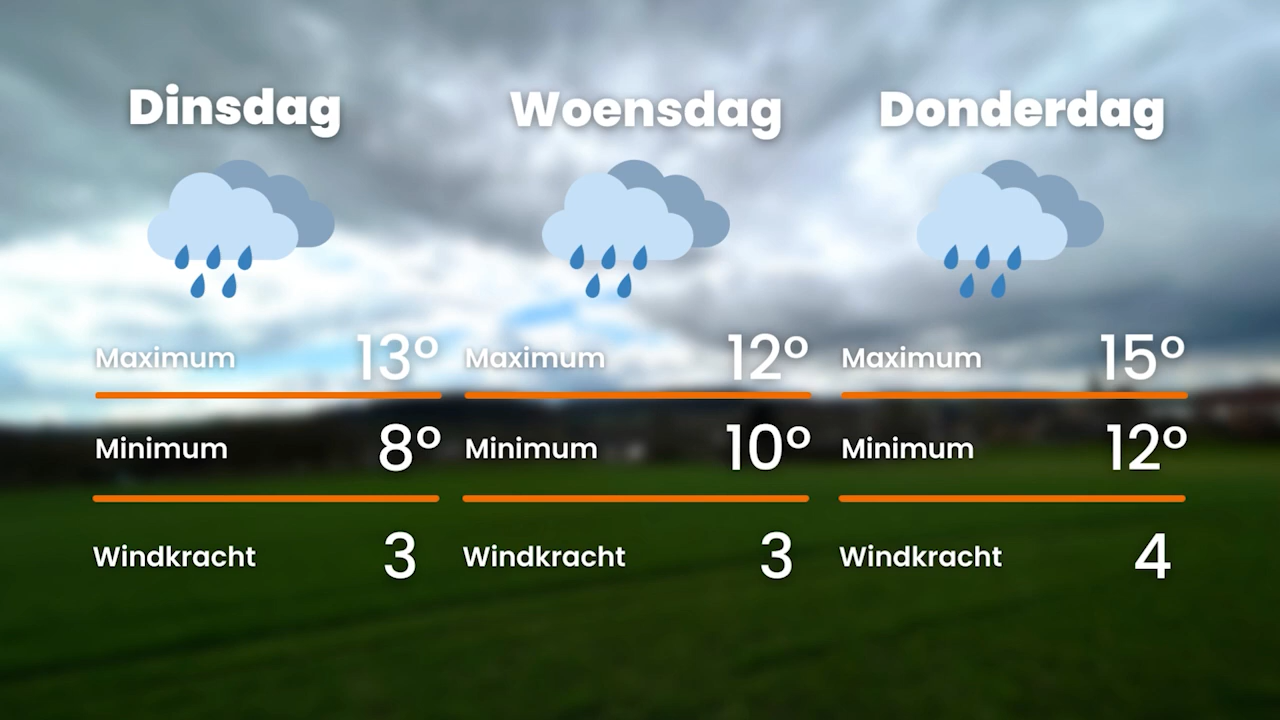 Dinsdag Woensdag Donderdag
Maximum 13° Maximum 12° Maximum 15°
Minimum 8° Minimum 10° Minimum 12°
Windkracht 3 Windkracht 3 Windkracht 4